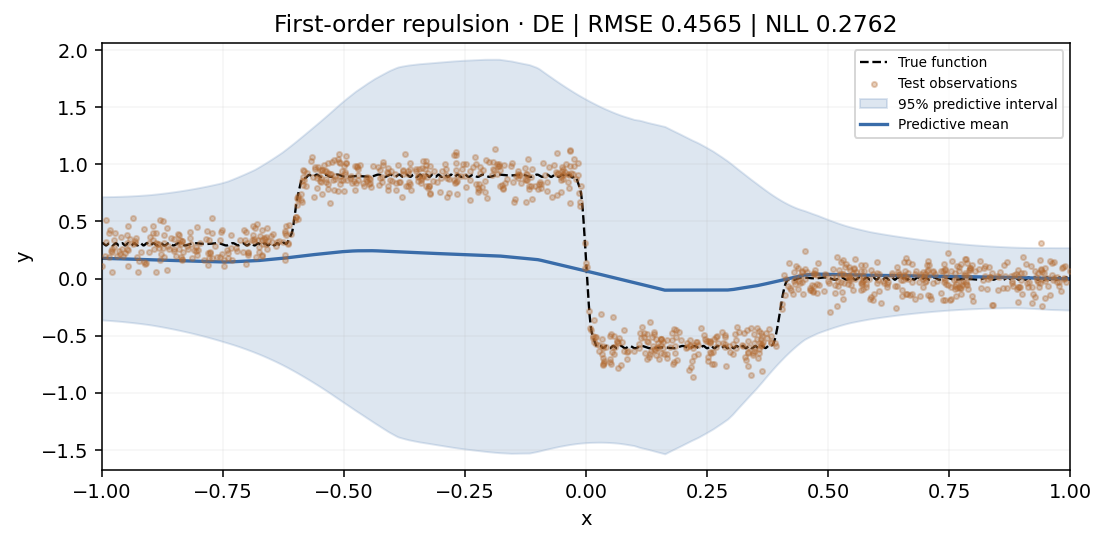 First-order repulsion · DE | RMSE 0.4565 | NLL 0.2762
True function
Test observations
95% predictive interval
Predictive mean
y
2.0
1.5
1.0
0.5
0.0
−0.5
−1.0
−1.5
−1.00
−0.75
−0.50
−0.25
0.00
0.25
0.50
0.75
1.00
x